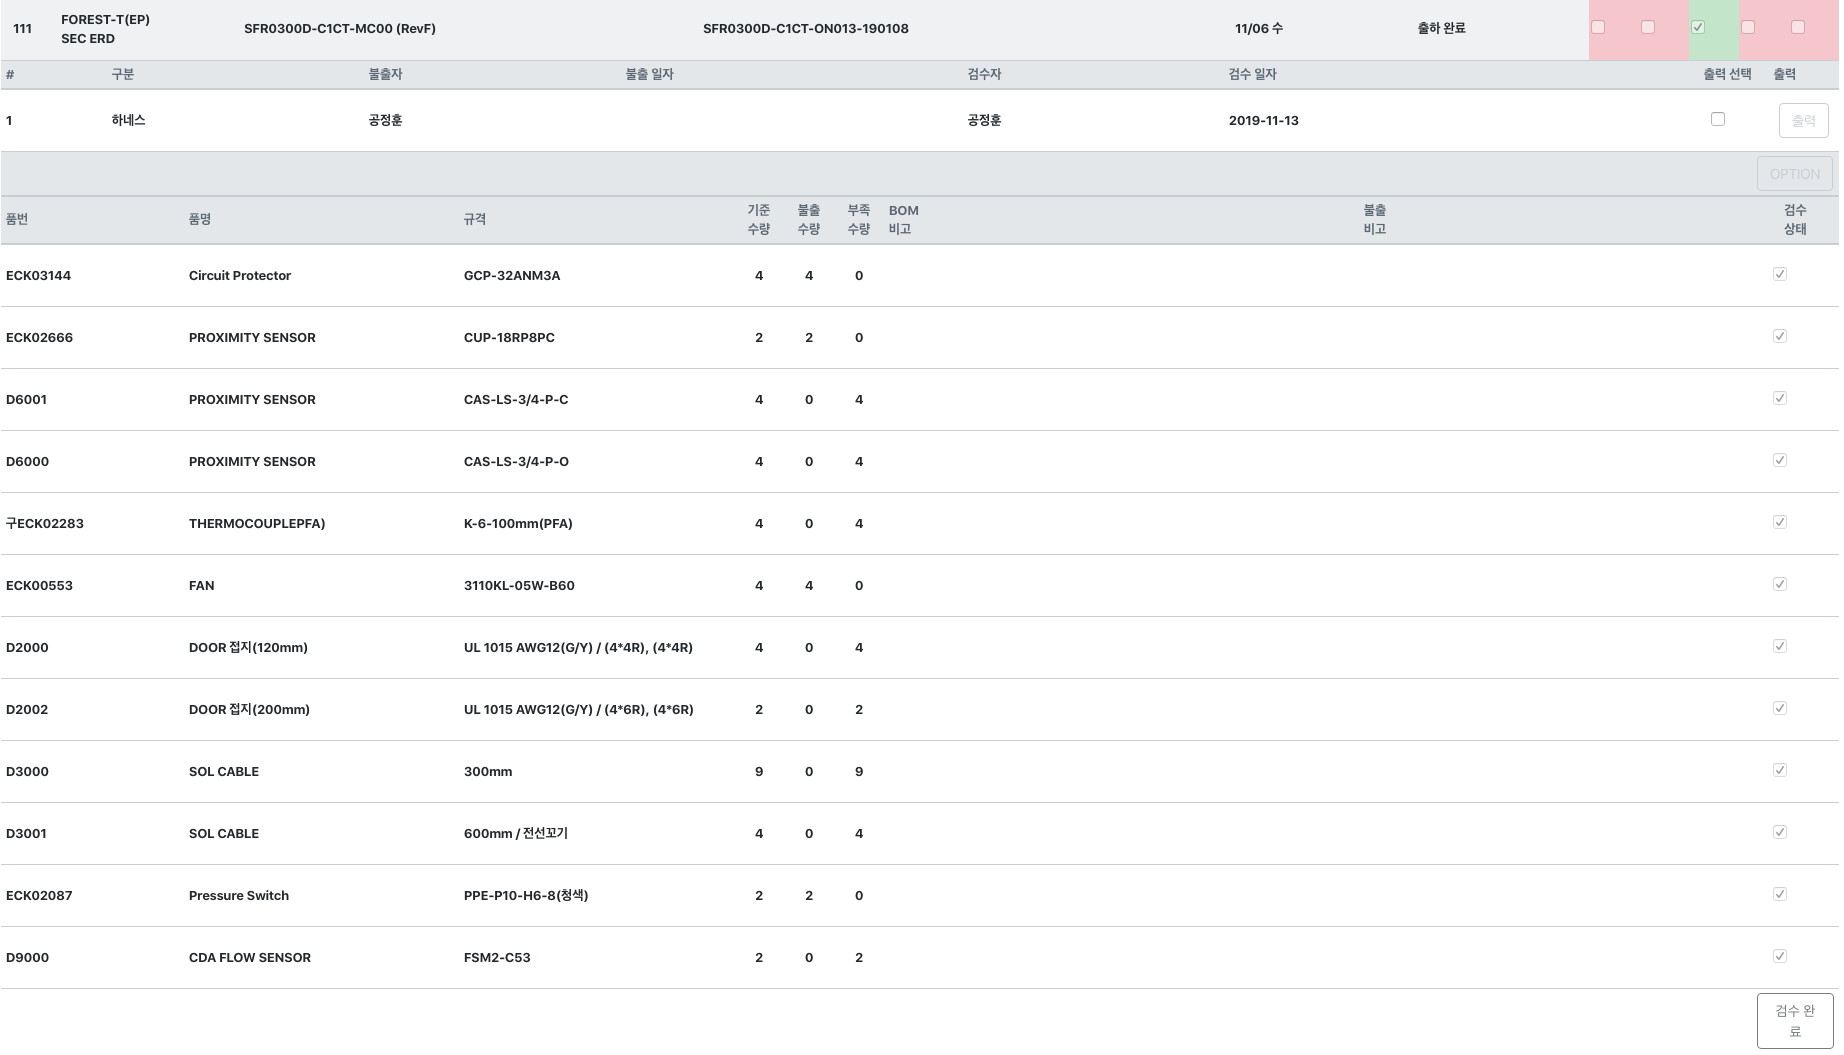 111 FOREST-T(EP) SEC ERD SFR0300D-C1CT-MC00 (RevF) SFR0300D-C1CT-ON013-190108 11/06 수 출하 완료
# 구분 불출자 불출 일자 검수자 검수 일자 출력 선택 출력
1 하네스 공정훈 공정훈 2019-11-13 출력
OPTION
품번 품명 규격 기준 수량 불출 수량 부족 수량 BOM 비고 불출 비고 검수 상태
ECK03144 Circuit Protector GCP-32ANM3A 4 4 0
ECK02666 PROXIMITY SENSOR CUP-18RP8PC 2 2 0
D6001 PROXIMITY SENSOR CAS-LS-3/4-P-C 4 0 4
D6000 PROXIMITY SENSOR CAS-LS-3/4-P-O 4 0 4
구ECK02283 THERMOCOUPLEPFA) K-6-100mm(PFA) 4 0 4
ECK00553 FAN 3110KL-05W-B60 4 4 0
D2000 DOOR 접지(120mm) UL 1015 AWG12(G/Y) / (4*4R), (4*4R) 4 0 4
D2002 DOOR 접지(200mm) UL 1015 AWG12(G/Y) / (4*6R), (4*6R) 2 0 2
D3000 SOL CABLE 300mm 9 0 9
D3001 SOL CABLE 600mm / 전선꼬기 4 0 4
ECK02087 Pressure Switch PPE-P10-H6-8(청색) 2 2 0
D9000 CDA FLOW SENSOR FSM2-C53 2 0 2
검수 완
료